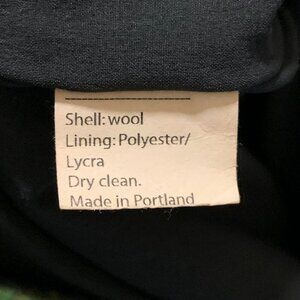 Shell: wool
Lining: Polyester/
Lycra
Dry clean.
Made in Portland